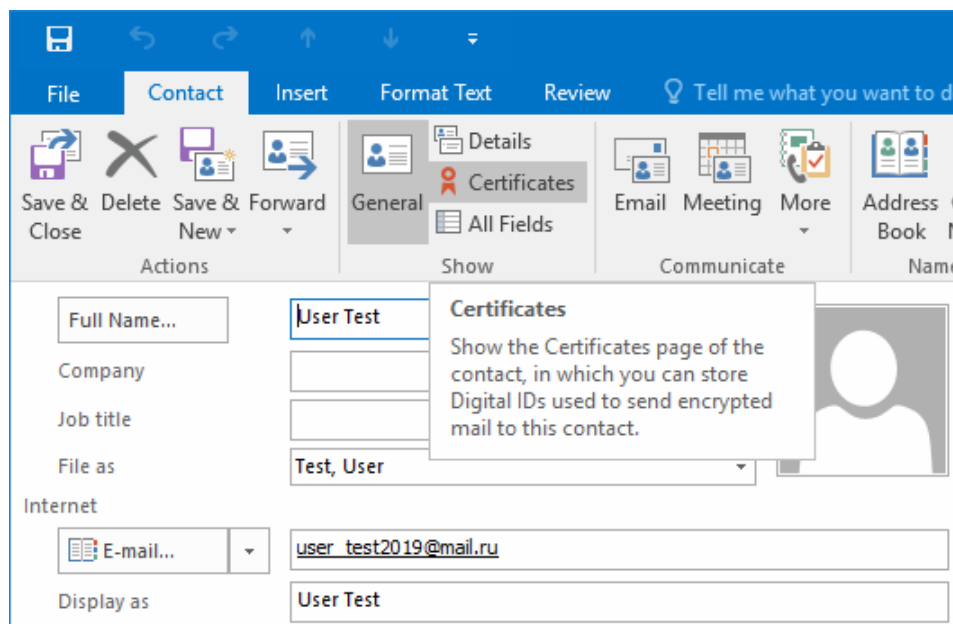 File Contact Insert Format Text Review Tell me what you want to d
Details
Certificates
All Fields
Save & Close
Delete
Save & New
Forward
General
Email
Meeting
More
Address Book
Actions
Show
Communicate
Name
Full Name...
User Test
Company
Job title
File as
Test, User
Certificates
Show the Certificates page of the
contact, in which you can store
Digital IDs used to send encrypted
mail to this contact.
Internet
E-mail...
user_test2019@mail.ru
Display as
User Test